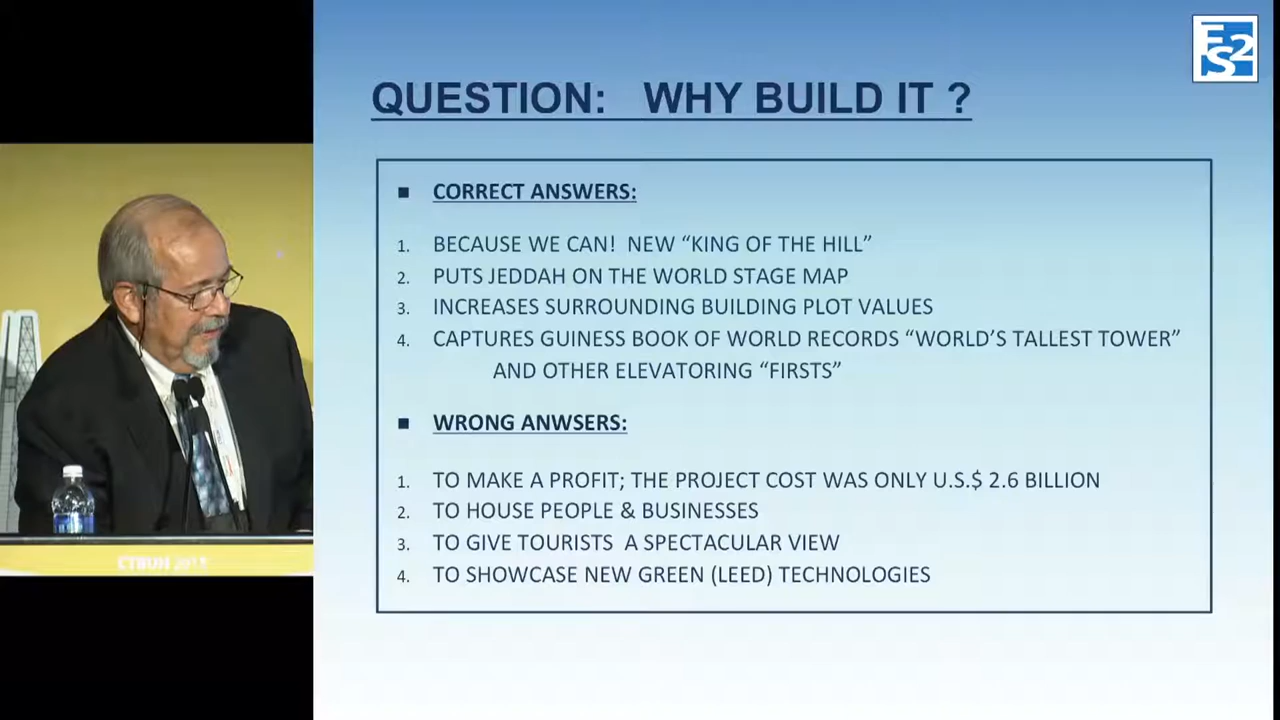 FS2
QUESTION: WHY BUILD IT ?
■ CORRECT ANSWERS:
1. BECAUSE WE CAN! NEW “KING OF THE HILL”
2. PUTS JEDDAH ON THE WORLD STAGE MAP
3. INCREASES SURROUNDING BUILDING PLOT VALUES
4. CAPTURES GUINESS BOOK OF WORLD RECORDS “WORLD’S TALLEST TOWER”
AND OTHER ELEVATORING “FIRSTS”
■ WRONG ANWSERS:
1. TO MAKE A PROFIT; THE PROJECT COST WAS ONLY U.S.$ 2.6 BILLION
2. TO HOUSE PEOPLE & BUSINESSES
3. TO GIVE TOURISTS A SPECTACULAR VIEW
4. TO SHOWCASE NEW GREEN (LEED) TECHNOLOGIES